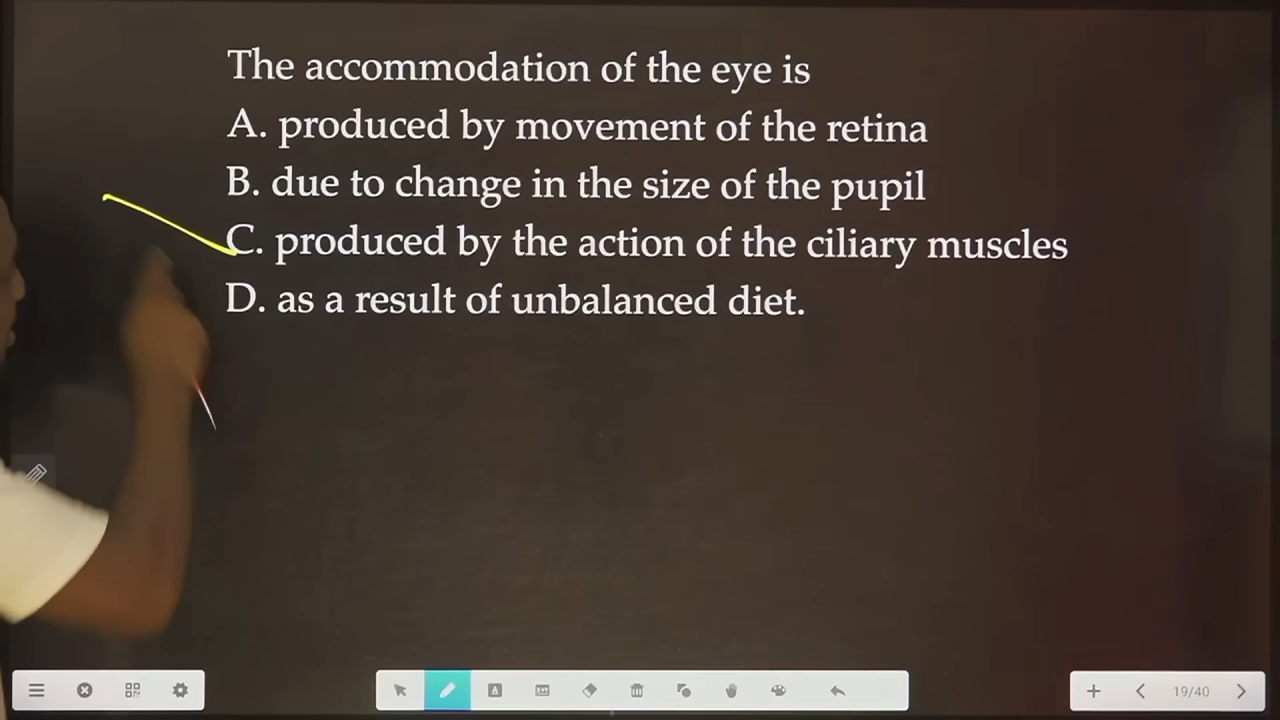 The accommodation of the eye is
A. produced by movement of the retina
B. due to change in the size of the pupil
C. produced by the action of the ciliary muscles
D. as a result of unbalanced diet.
19/40